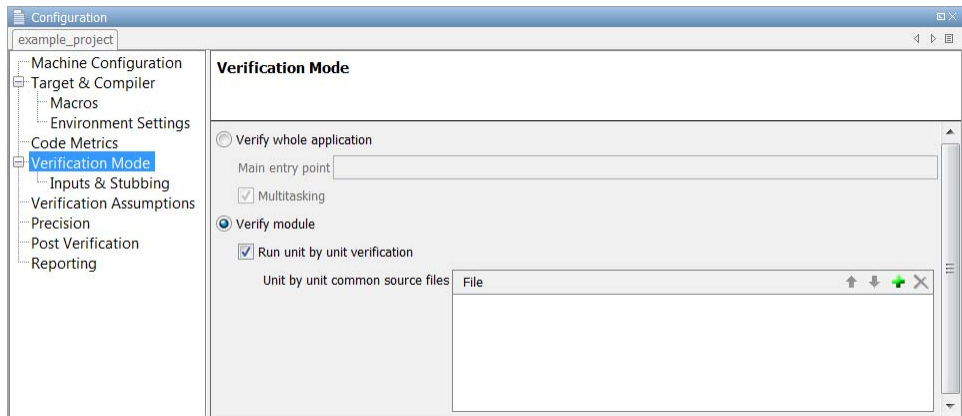 Configuration
example_project
Machine Configuration
Target & Compiler
Macros
Environment Settings
Code Metrics
Verification Mode
Inputs & Stubbing
Verification Assumptions
Precision
Post Verification
Reporting
Verification Mode
Verify whole application
Main entry point
Multitasking
Verify module
Run unit by unit verification
Unit by unit common source files
File